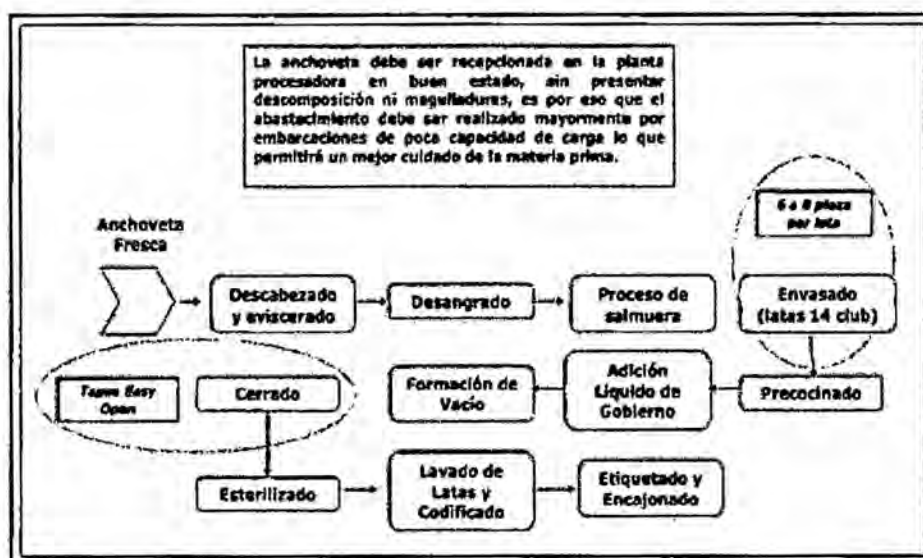 La anchoveta debe ser recepcionada en la planta
procesadora en buen estado, sin presentar
descomposición ni magulladuras, es por eso que el
abastecimiento debe ser realizado mayormente por
embarcaciones de poca capacidad de carga lo que
permitirá un mejor cuidado de la materia prima.
6 a 8 pieza
por lata
Anchoveta
Fresca
Descabezado
y eviscerado
Desangrado
Proceso de
salmuera
Envasado
(latas 14 club)
Tapas Easy
Open
Cerrado
Formación de
Vacío
Adición
Líquido de
Gobierno
Precocinado
Esterilizado
Lavado de
Latas y
Codificado
Etiquetado y
Encajonado